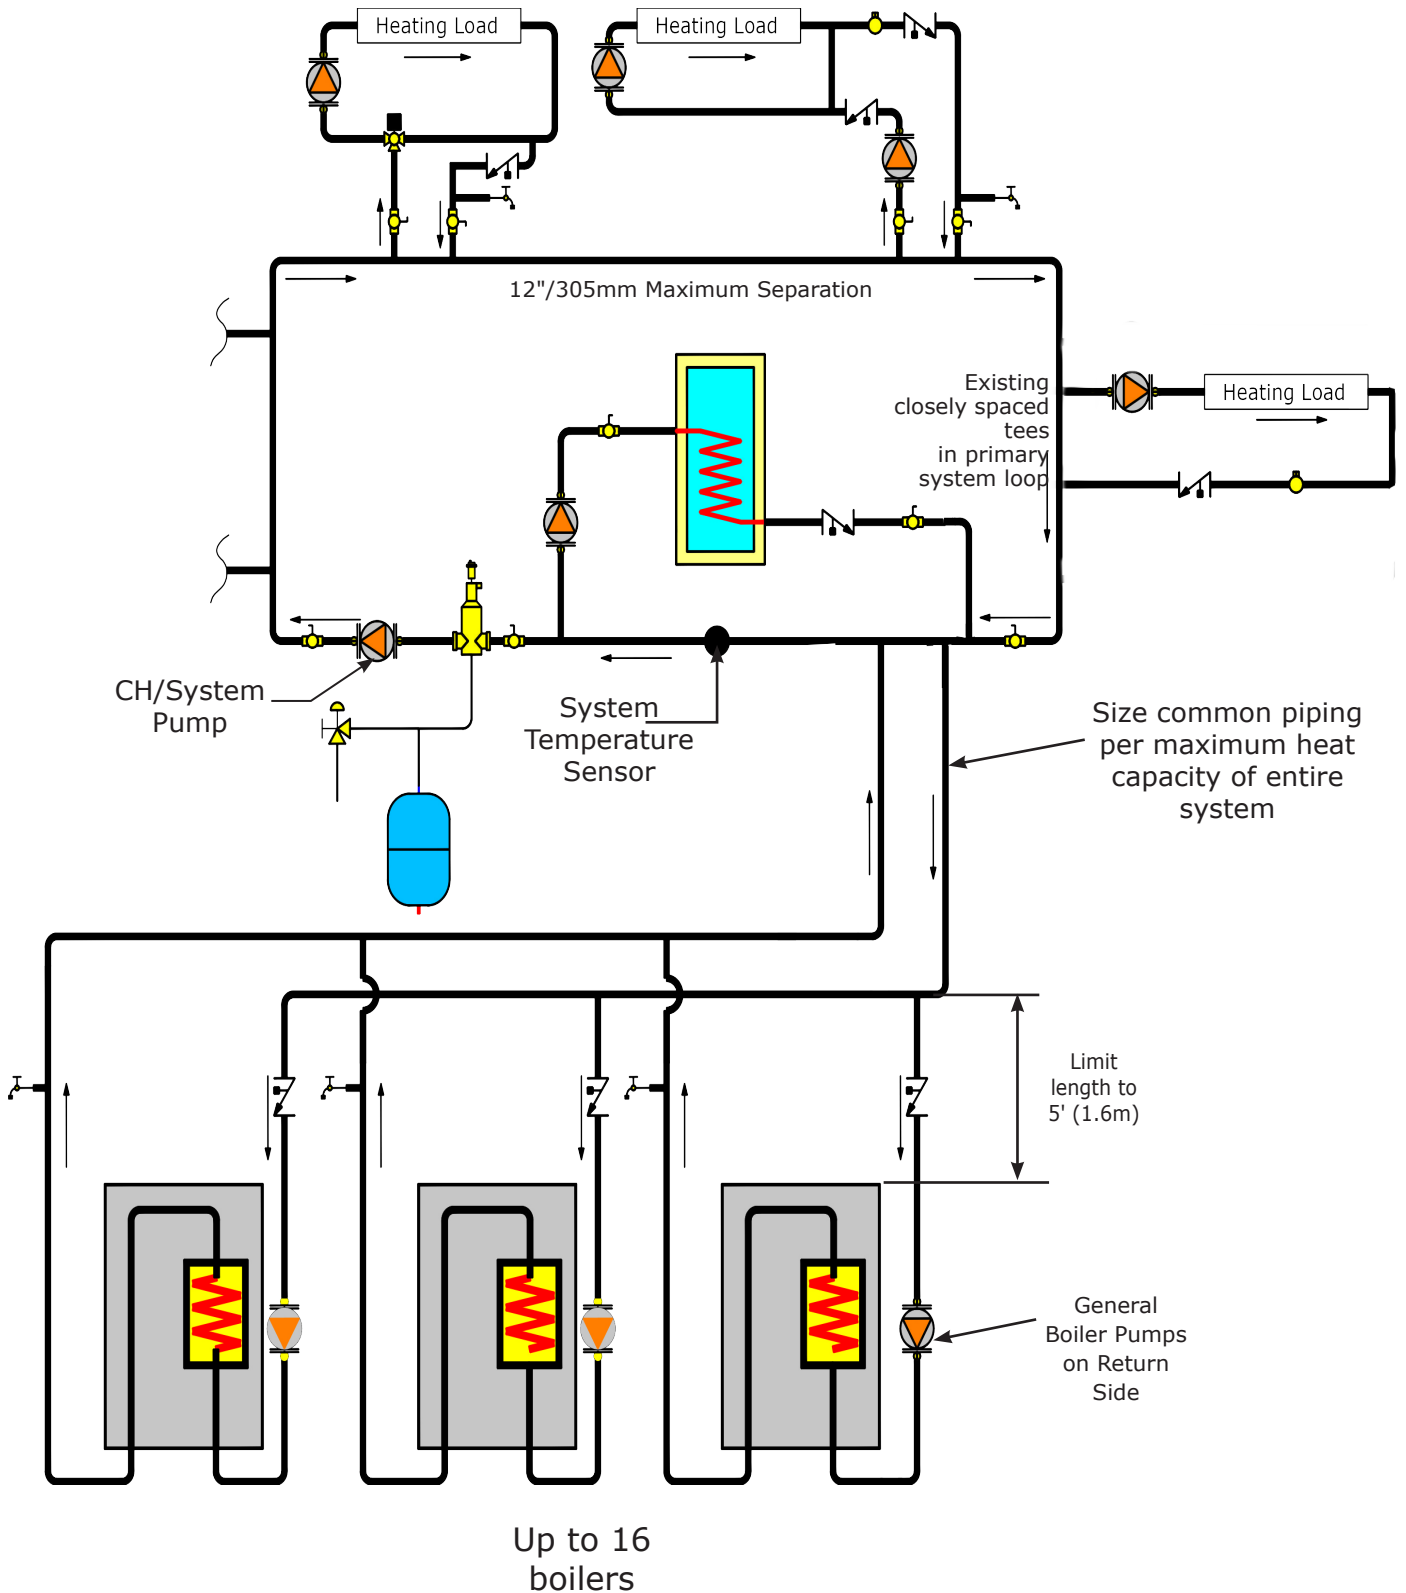 Heating Load
Heating Load
12"/305mm Maximum Separation
Existing
closely spaced
tees
in primary
system loop
Heating Load
CH/System
Pump
System
Temperature
Sensor
Size common piping
per maximum heat
capacity of entire
system
Limit
length to
5' (1.6m)
General
Boiler Pumps
on Return
Side
Up to 16
boilers